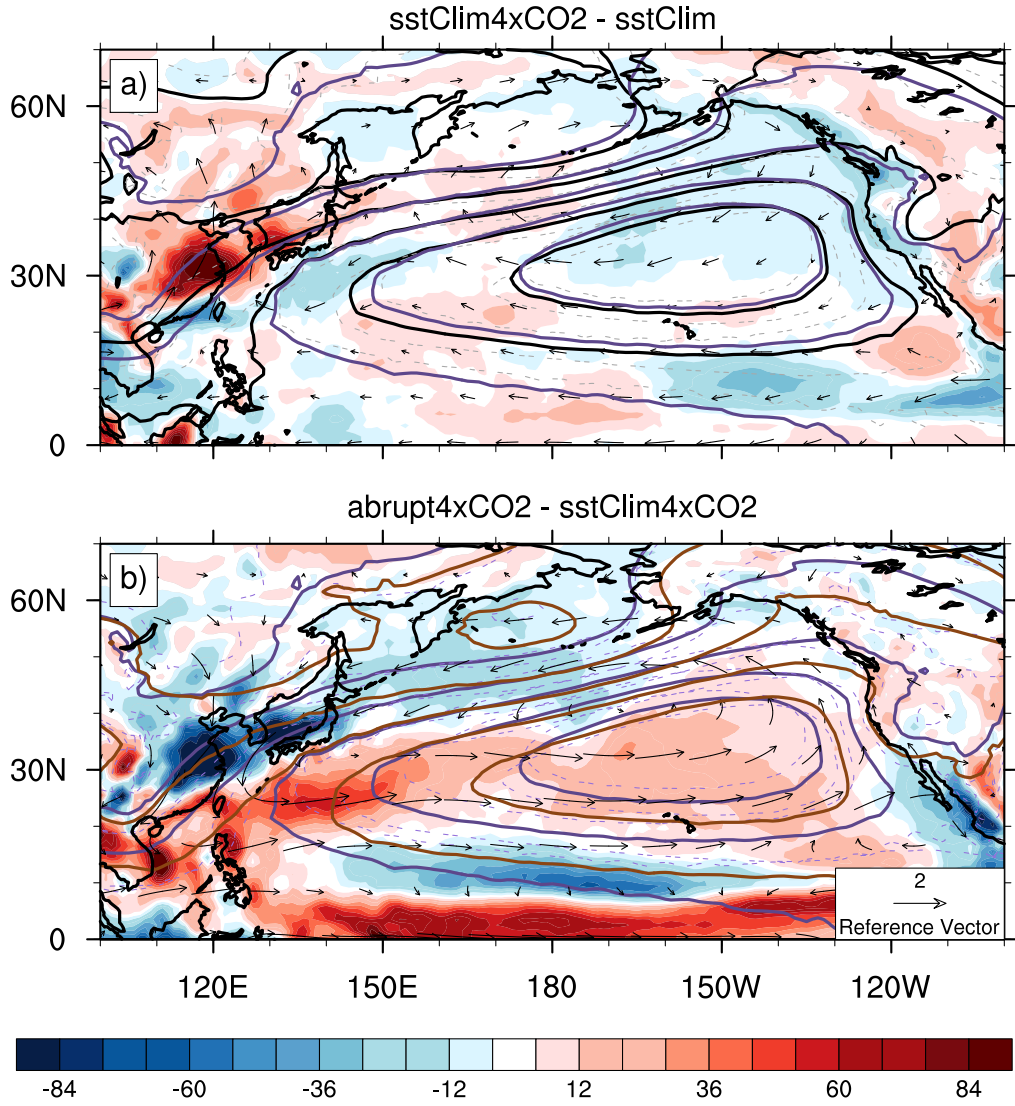 sstClim4xCO2 - sstClim
a)
60N
30N
0
abrupt4xCO2 - sstClim4xCO2
b)
60N
30N
0
2
Reference Vector
120E 150E 180 150W 120W
-84 -60 -36 -12 12 36 60 84